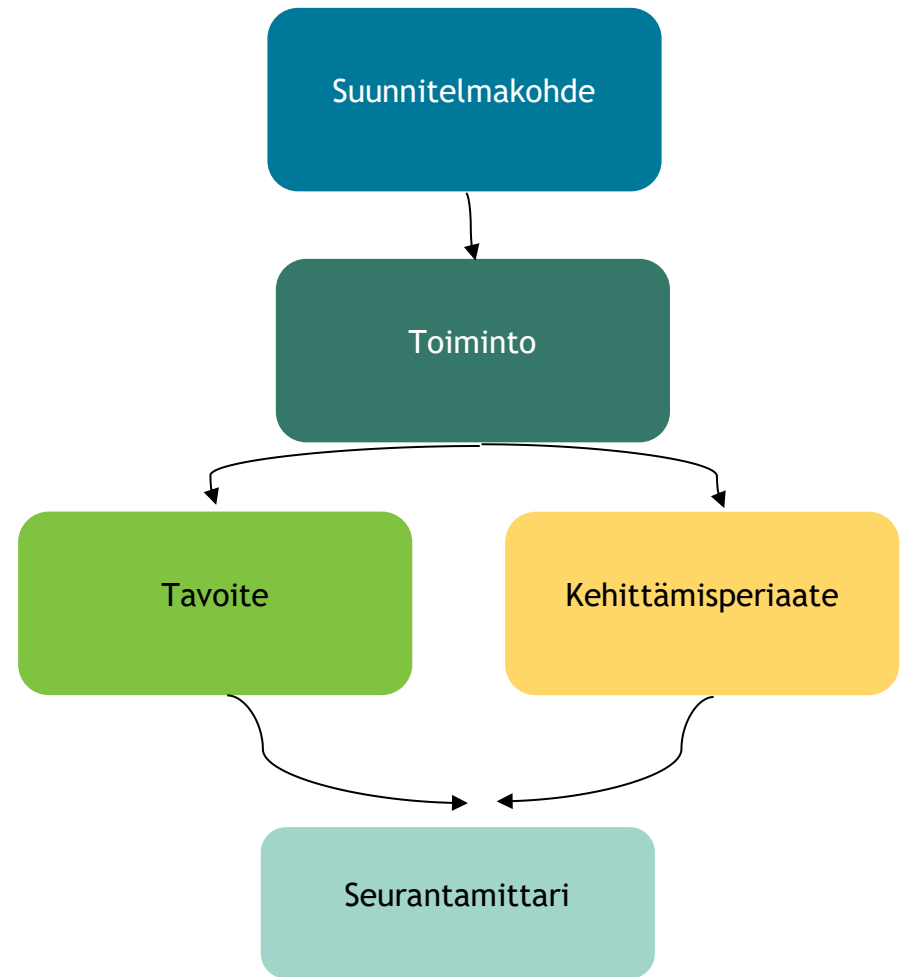 Suunnitelmakohde
Toiminto
Tavoite
Kehittämisperiaate
Seurantamittari